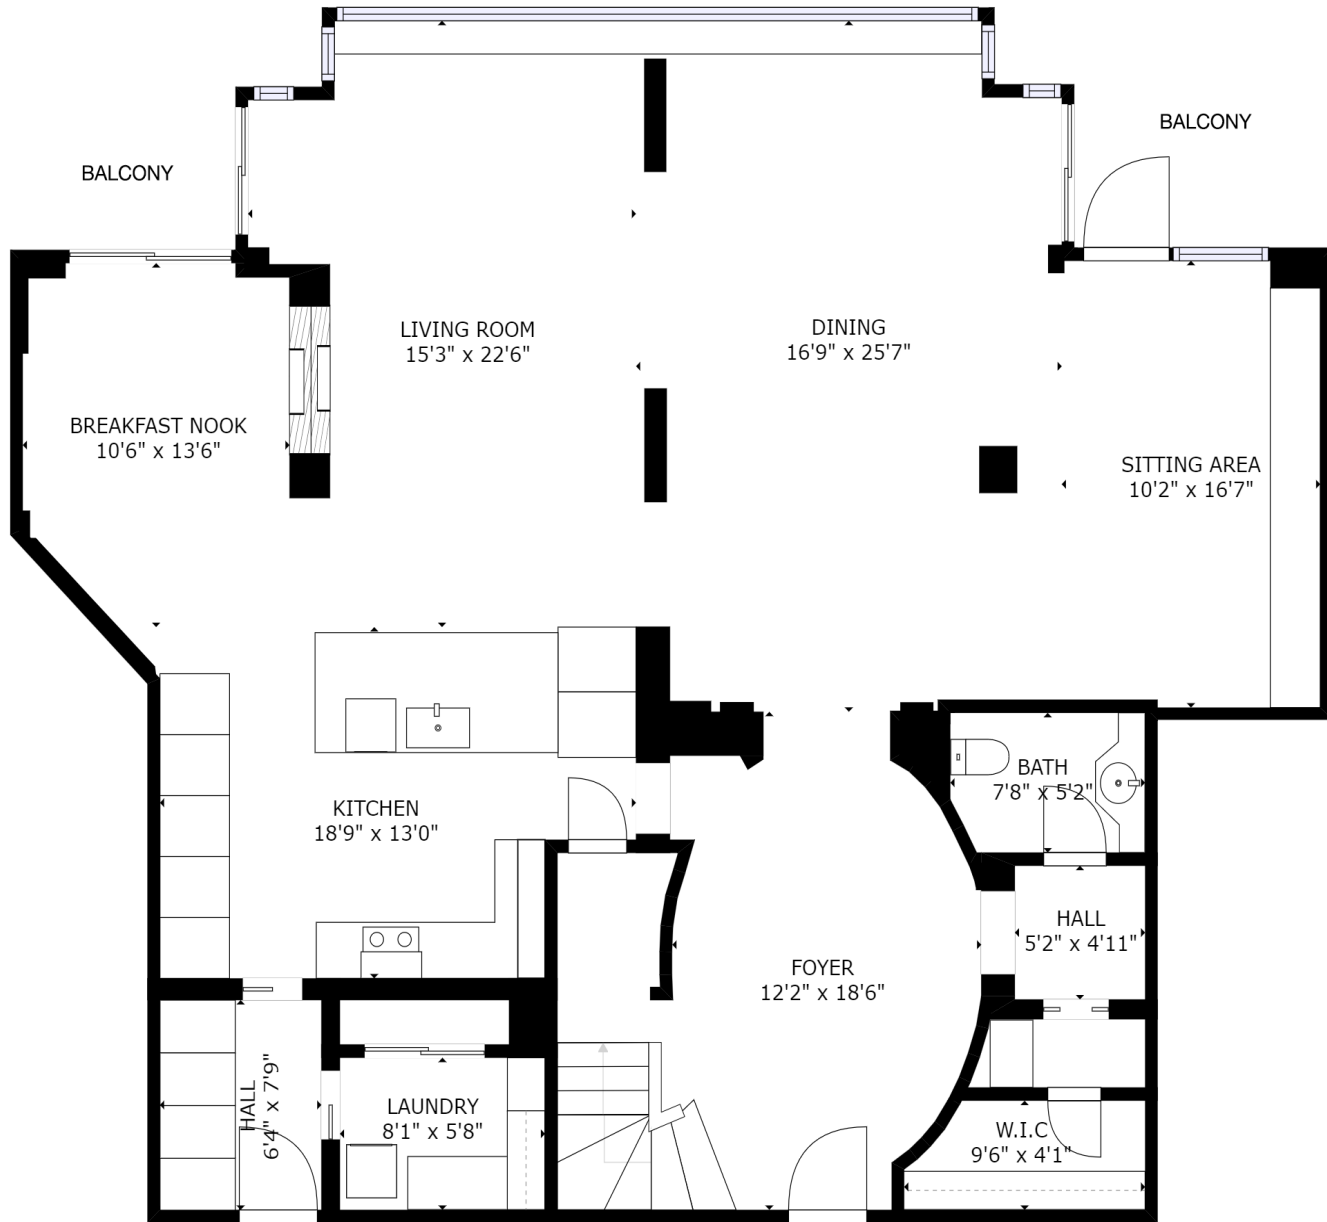 BALCONY
BALCONY
LIVING ROOM
15'3" x 22'6"
DINING
16'9" x 25'7"
BREAKFAST NOOK
10'6" x 13'6"
SITTING AREA
10'2" x 16'7"
KITCHEN
18'9" x 13'0"
BATH
7'8" x 5'2"
HALL
5'2" x 4'11"
FOYER
12'2" x 18'6"
HALL
6'4" x 7'9"
LAUNDRY
8'1" x 5'8"
W.I.C
9'6" x 4'1"